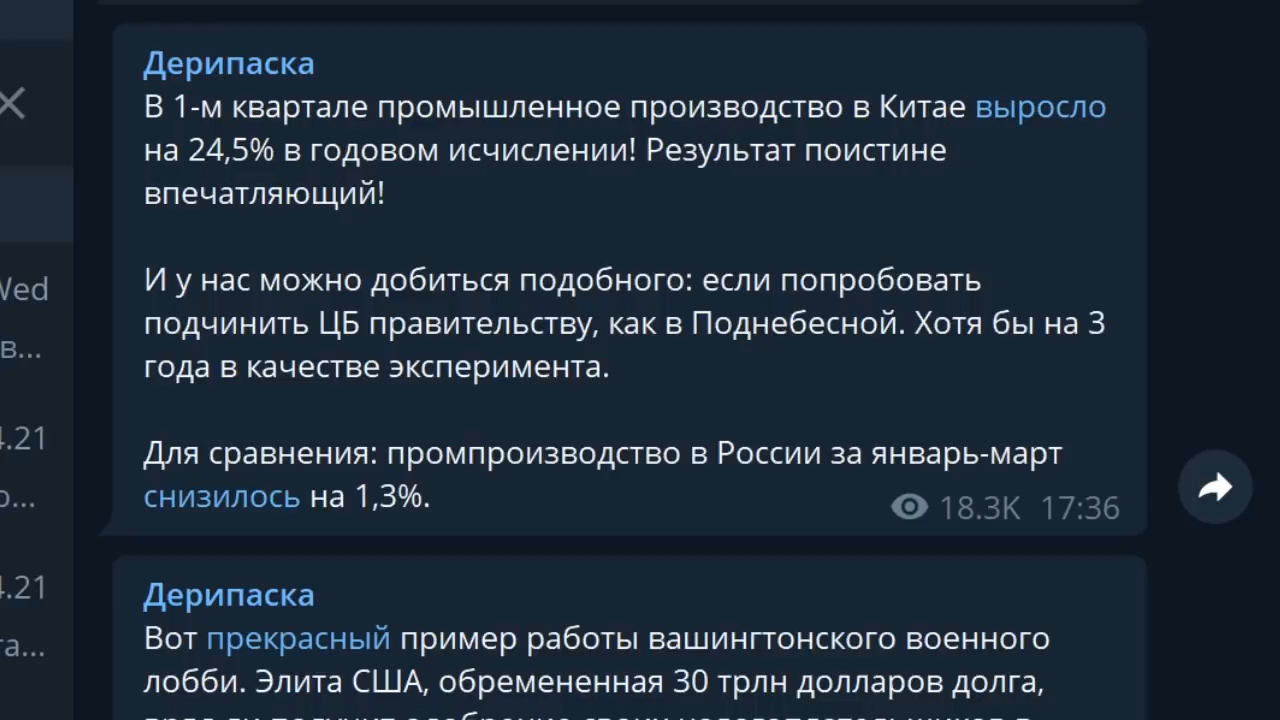 Дерипаска
В 1-м квартале промышленное производство в Китае выросло
на 24,5% в годовом исчислении! Результат поистине
впечатляющий!
И у нас можно добиться подобного: если попробовать
подчинить ЦБ правительству, как в Поднебесной. Хотя бы на 3
года в качестве эксперимента.
Для сравнения: промпроизводство в России за январь-март
снизилось на 1,3%.
18.3K 17:36
Дерипаска
Вот прекрасный пример работы вашингтонского военного
лобби. Элита США, обремененная 30 трлн долларов долга,
Wed
в...
4.21
о...
4.21
та...